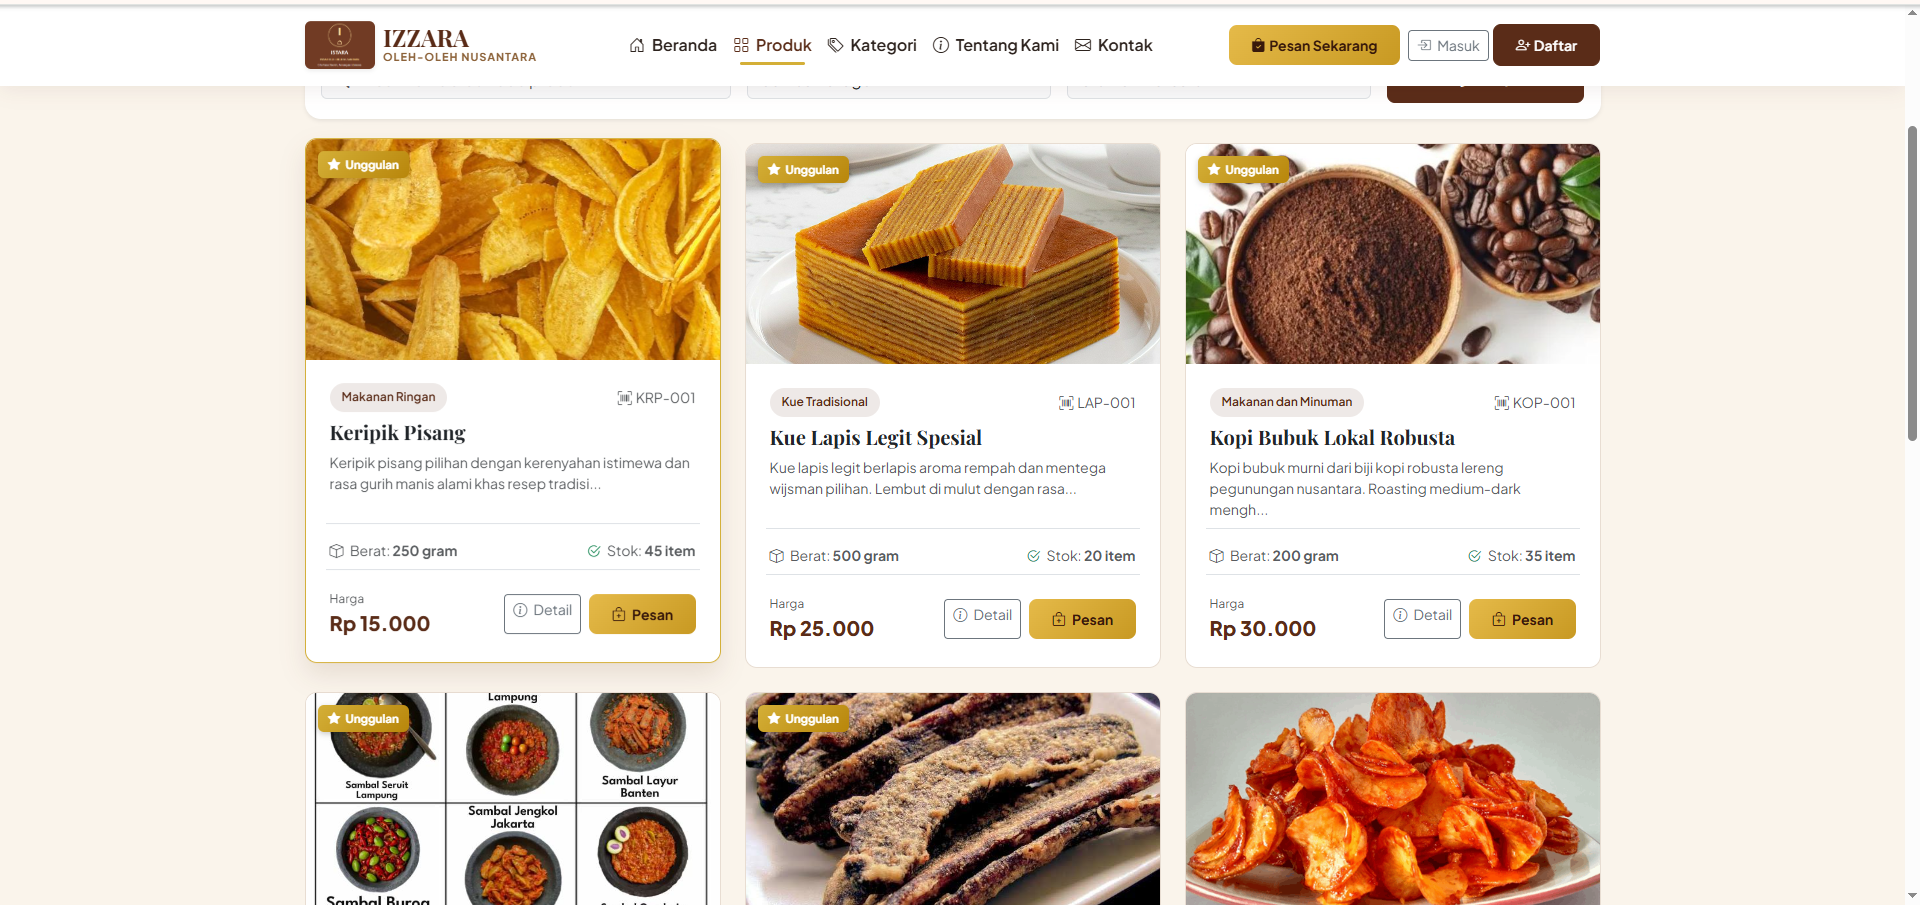 IZZARA
OLEH-OLEH NUSANTARA
Beranda
Produk
Kategori
Tentang Kami
Kontak
Pesan Sekarang
Masuk
Daftar
Unggulan
Makanan Ringan
KRP-001
Keripik Pisang
Keripik pisang pilihan dengan kerenyahan istimewa dan
rasa gurih manis alami khas resep tradisi...
Berat: 250 gram
Stok: 45 item
Harga
Rp 15.000
Detail
Pesan
Unggulan
Kue Tradisional
LAP-001
Kue Lapis Legit Spesial
Kue lapis legit berlapis aroma rempah dan mentega
wijsman pilihan. Lembut di mulut dengan rasa...
Berat: 500 gram
Stok: 20 item
Harga
Rp 25.000
Detail
Pesan
Unggulan
Makanan dan Minuman
KOP-001
Kopi Bubuk Lokal Robusta
Kopi bubuk murni dari biji kopi robusta lereng
pegunungan nusantara. Roasting medium-dark
mengh...
Berat: 200 gram
Stok: 35 item
Harga
Rp 30.000
Detail
Pesan
Unggulan
Lampung
Sambal Seruit
Lampung
Sambal Layur
Banten
Sambal Jengkol
Jakarta
Unggulan